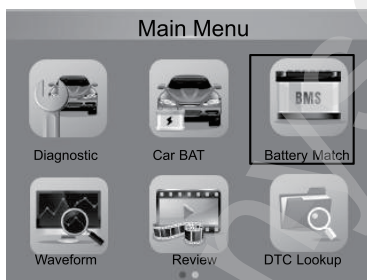 Main Menu
BMS
Diagnostic Car BAT Battery Match
Waveform Review DTC Lookup